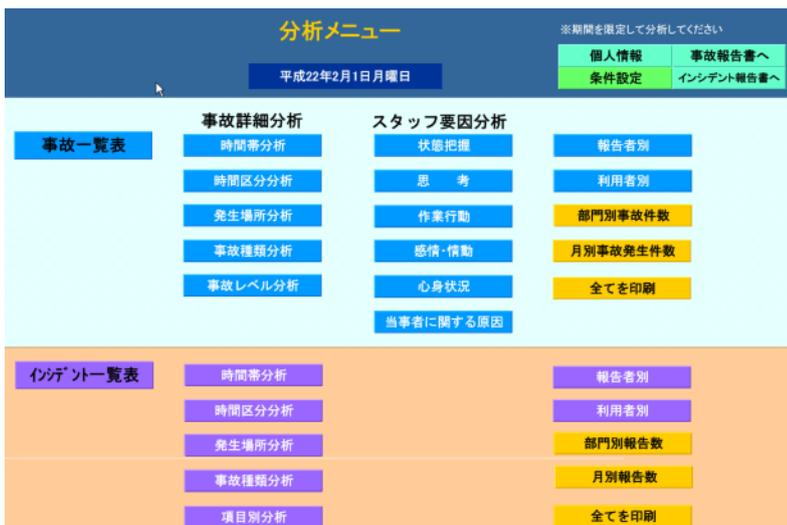 分析メニュー
※期間を限定して分析してください
個人情報
事故報告書へ
平成22年2月1日月曜日
条件設定
インシデント報告書へ
事故詳細分析
スタッフ要因分析
事故一覧表
時間帯分析
状態把握
報告者別
時間区分分析
思 考
利用者別
発生場所分析
作業行動
部門別事故件数
事故種類分析
感情・情動
月別事故発生件数
事故レベル分析
心身状況
全てを印刷
当事者に関する原因
インシデント一覧表
時間帯分析
報告者別
時間区分分析
利用者別
発生場所分析
部門別報告数
事故種類分析
月別報告数
項目別分析
全てを印刷